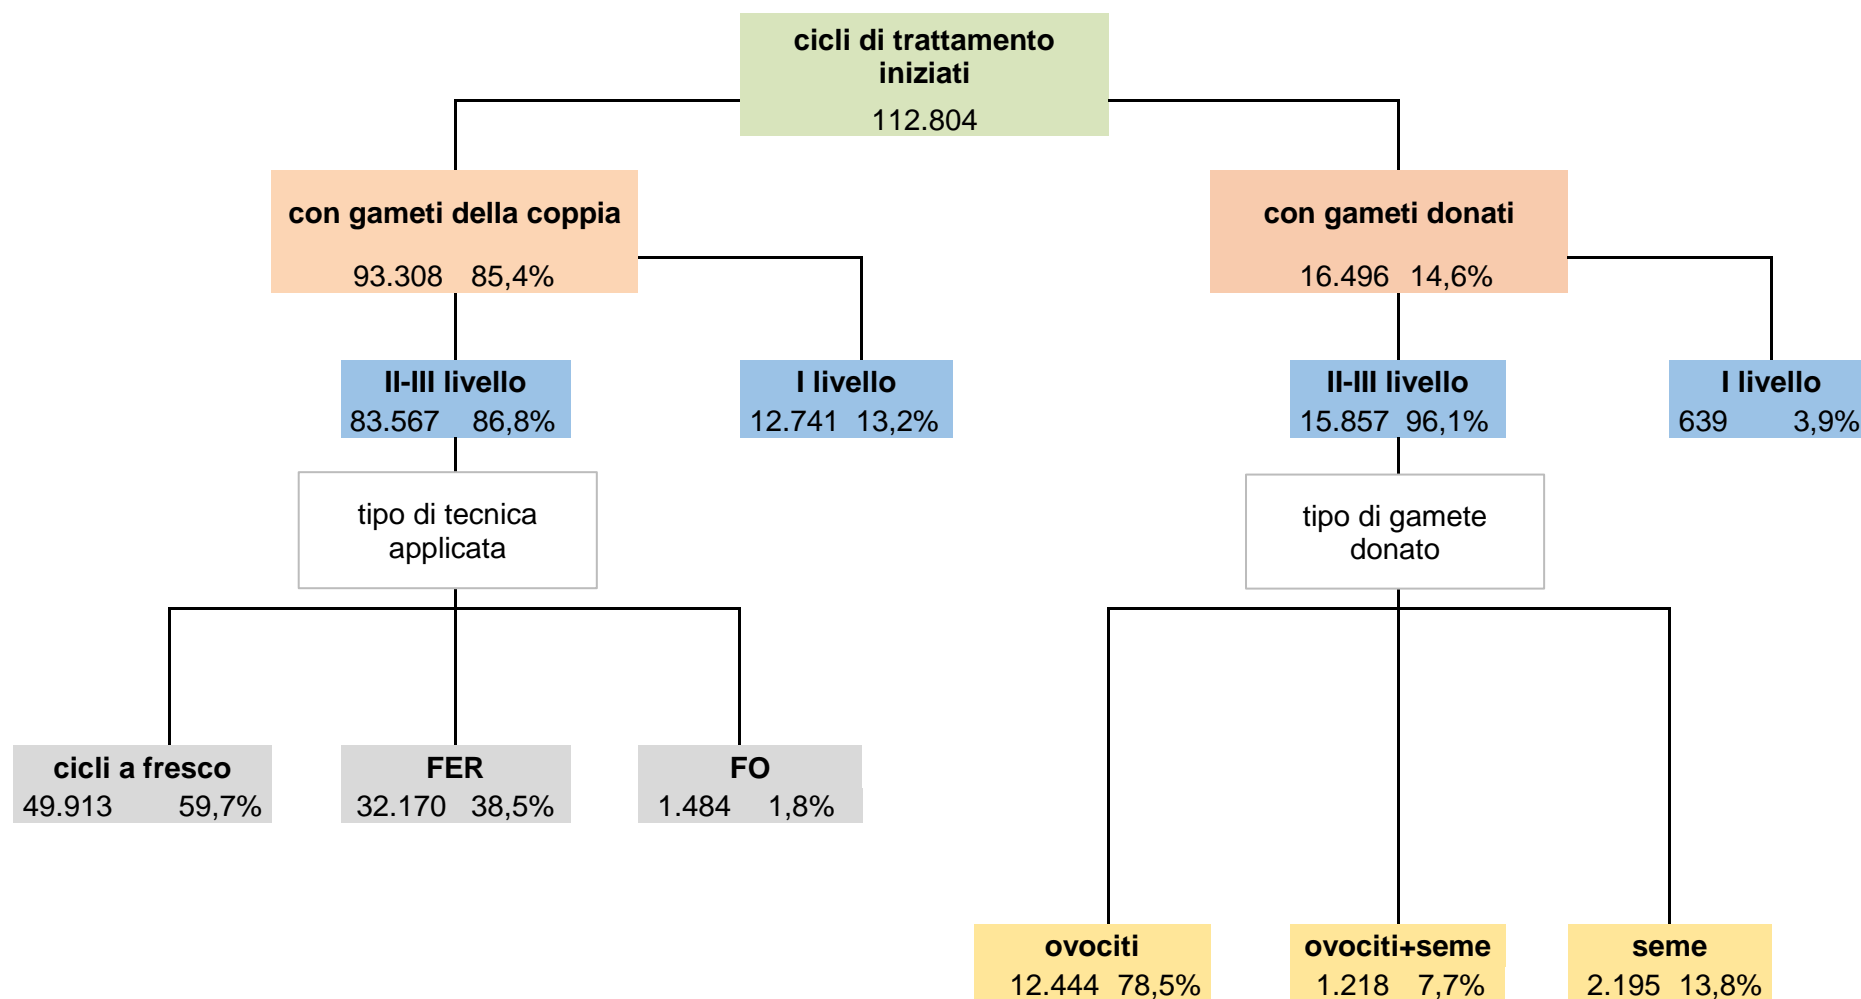 cicli di trattamento
iniziati
112.804
con gameti della coppia
93.308 85,4%
con gameti donati
16.496 14,6%
II-III livello
83.567 86,8%
I livello
12.741 13,2%
II-III livello
15.857 96,1%
I livello
639 3,9%
tipo di tecnica
applicata
tipo di gamete
donato
cicli a fresco
49.913 59,7%
FER
32.170 38,5%
FO
1.484 1,8%
ovociti
12.444 78,5%
ovociti+seme
1.218 7,7%
seme
2.195 13,8%